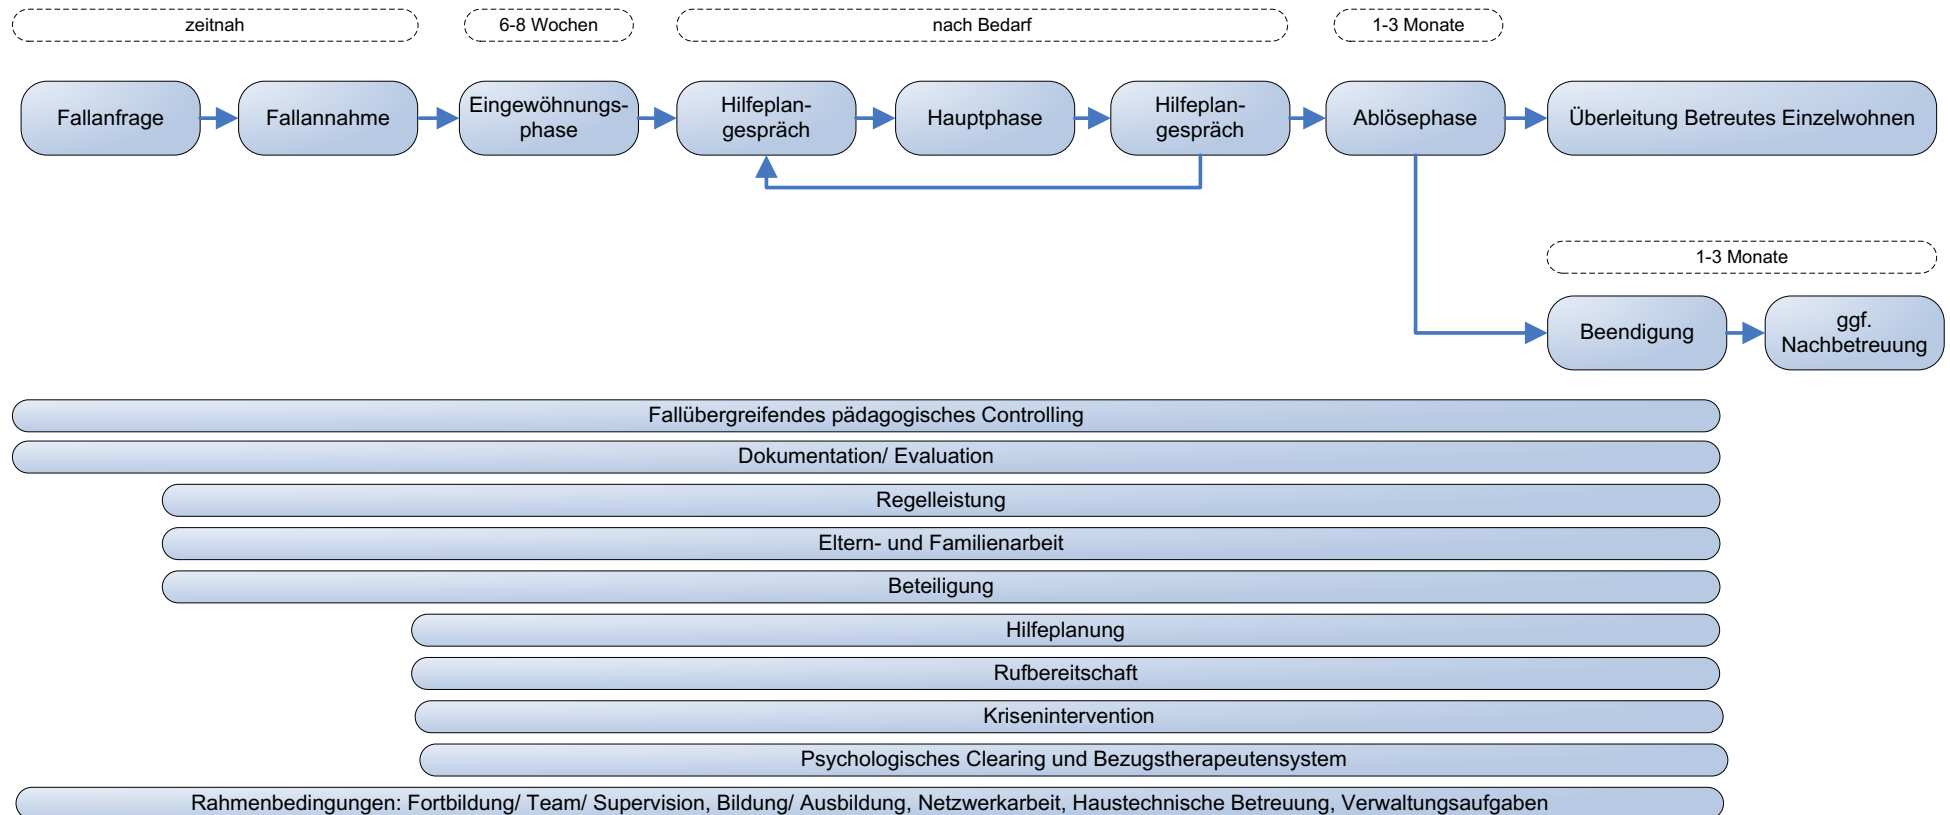 zeitnah
6-8 Wochen
nach Bedarf
1-3 Monate
Fallanfrage
Fallannahme
Eingewöhnungs-
phase
Hilfeplan-
gespräch
Hauptphase
Hilfeplan-
gespräch
Ablösephase
Überleitung Betreutes Einzelwohnen
1-3 Monate
Beendigung
ggf.
Nachbetreuung
Fallübergreifendes pädagogisches Controlling
Dokumentation/ Evaluation
Regelleistung
Eltern- und Familienarbeit
Beteiligung
Hilfeplanung
Rufbereitschaft
Krisenintervention
Psychologisches Clearing und Bezugstherapeutensystem
Rahmenbedingungen: Fortbildung/ Team/ Supervision, Bildung/ Ausbildung, Netzwerkarbeit, Haustechnische Betreuung, Verwaltungsaufgaben